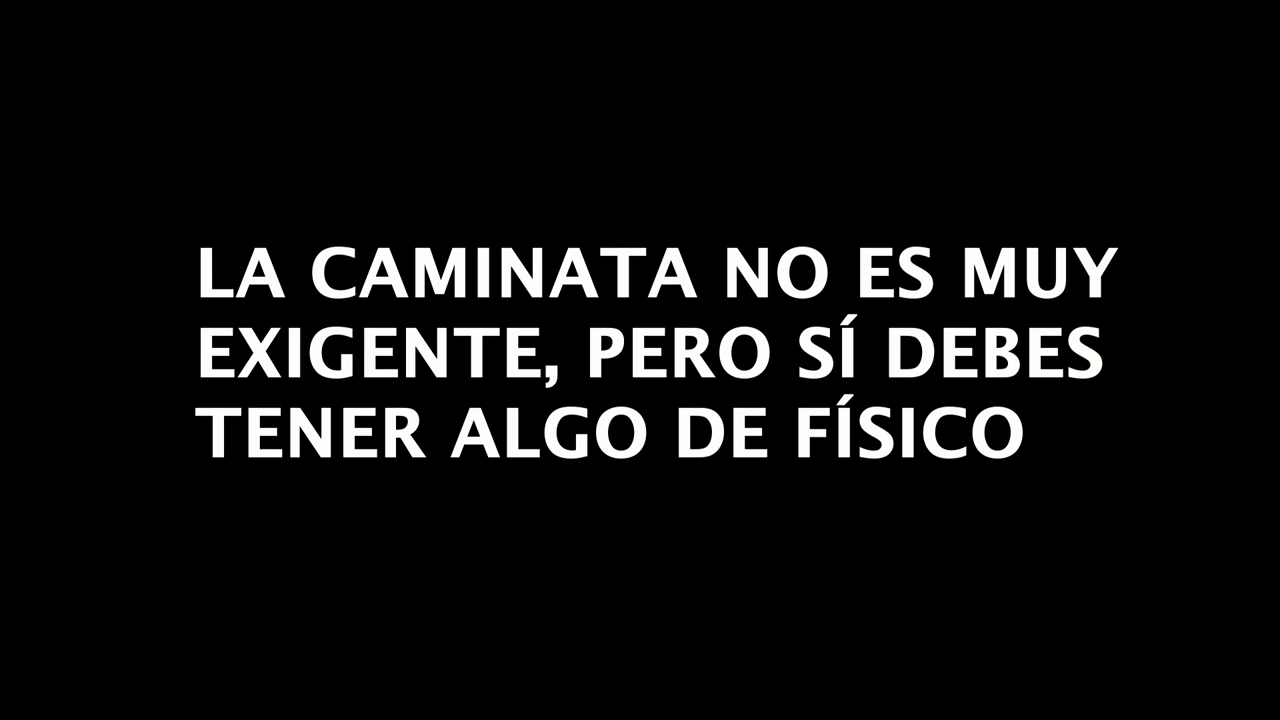 LA CAMINATA NO ES MUY
EXIGENTE, PERO SÍ DEBES
TENER ALGO DE FÍSICO